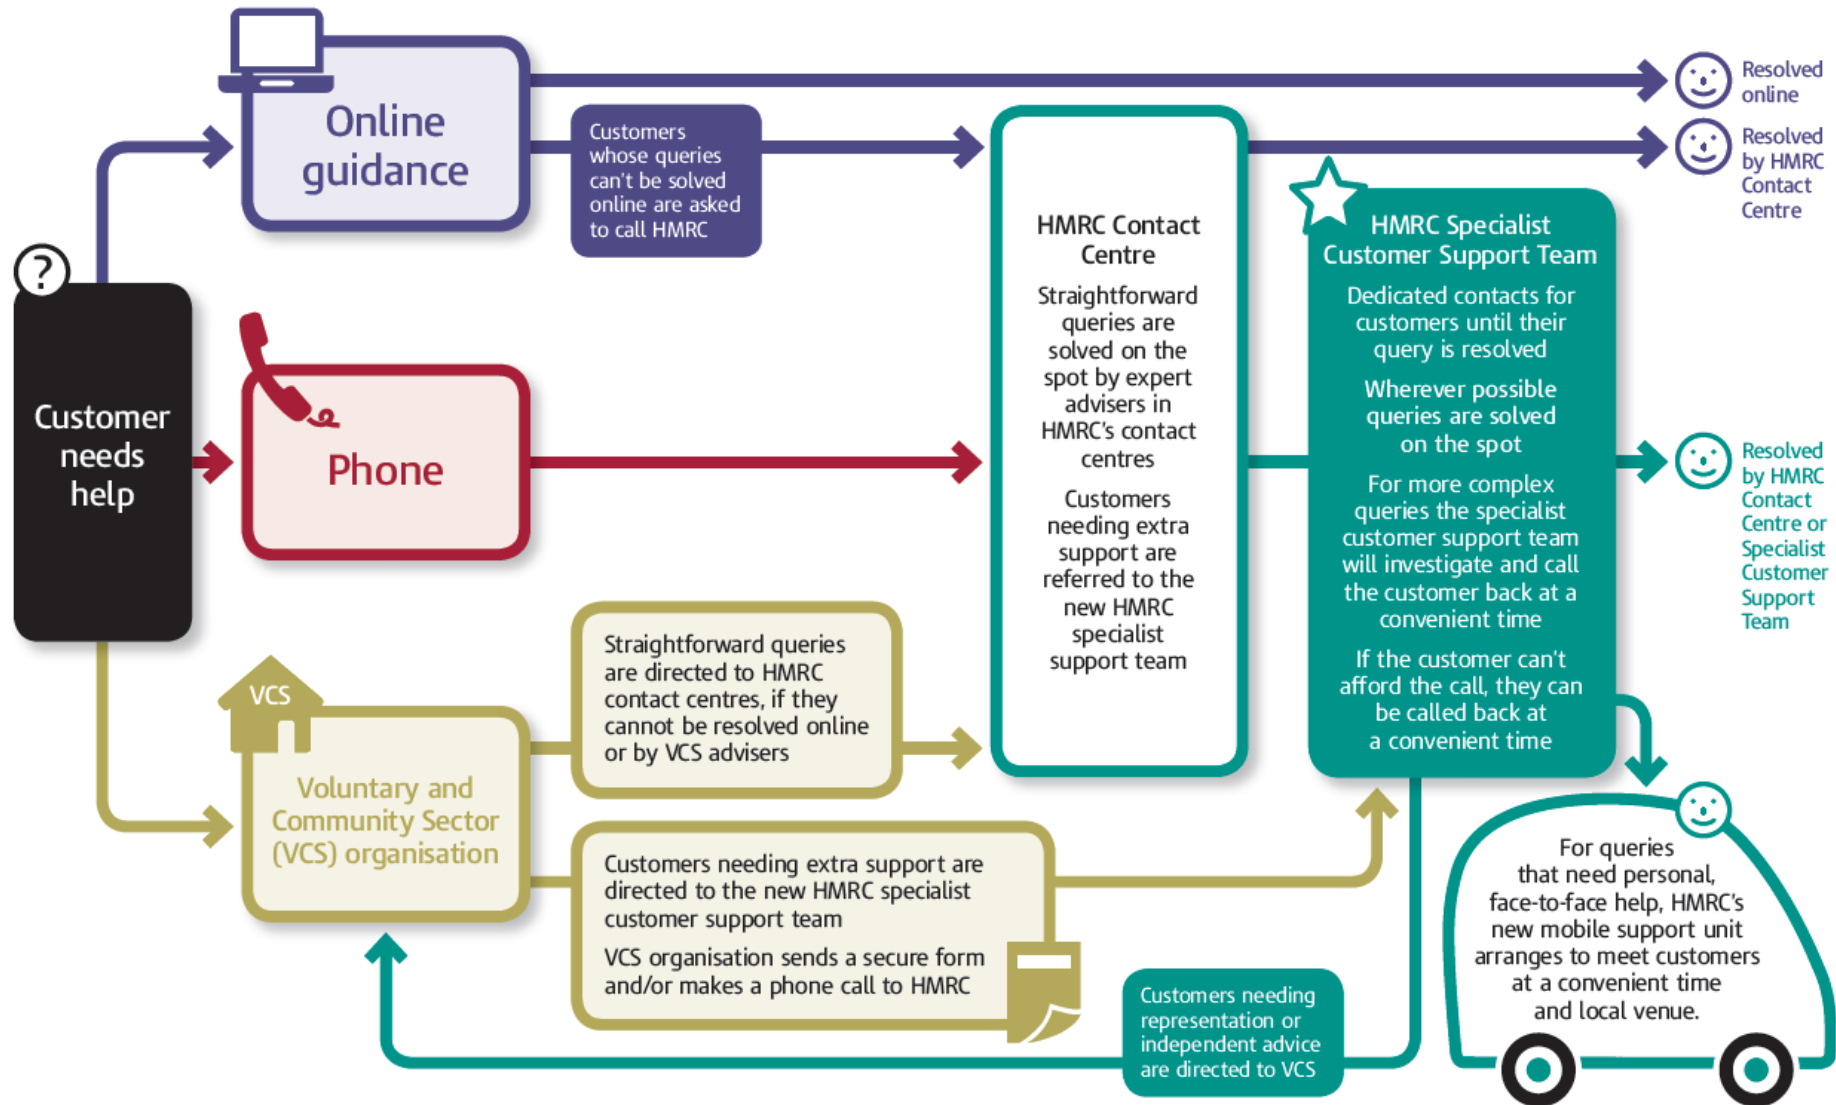 Online
guidance
Customers
whose queries
can't be solved
online are asked
to call HMRC
Resolved
online
Resolved
by HMRC
Contact
Centre
?
Customer
needs
help
Phone
VCS
Voluntary and
Community Sector
(VCS) organisation
Straightforward queries
are directed to HMRC
contact centres, if they
cannot be resolved online
or by VCS advisers
Customers needing extra support are
directed to the new HMRC specialist
customer support team
VCS organisation sends a secure form
and/or makes a phone call to HMRC
HMRC Contact
Centre
Straightforward
queries are
solved on the
spot by expert
advisers in
HMRC's contact
centres
Customers
needing extra
support are
referred to the
new HMRC
specialist
support team
HMRC Specialist
Customer Support Team
Dedicated contacts for
customers until their
query is resolved
Wherever possible
queries are solved
on the spot
For more complex
queries the specialist
customer support team
will investigate and call
the customer back at a
convenient time
If the customer can't
afford the call, they can
be called back at
a convenient time
Resolved
by HMRC
Contact
Centre or
Specialist
Customer
Support
Team
Customers needing
representation or
independent advice
are directed to VCS
For queries
that need personal,
face-to-face help, HMRC's
new mobile support unit
arranges to meet customers
at a convenient time
and local venue.